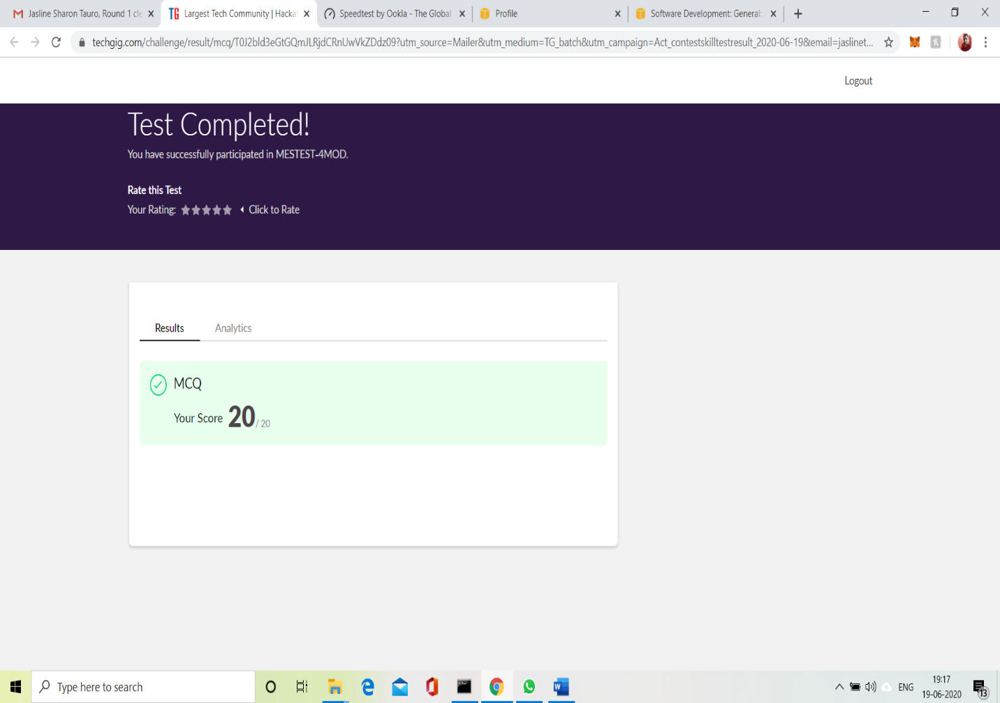 Jasline Sharon Tauro, Round 1 cle
TG Largest Tech Community | Hacka
Speedtest by Ookla - The Global
Profile
Software Development: General:
techgig.com/challenge/result/mcq/T0J2bld3eGtGQmJLRjdCRnUwVkZDdz09?utm_source=Mailer&utm_medium=TG_batch&utm_campaign=Act_contestskilltestresult_2020-06-19&email=jaslinet...
Logout
Test Completed!
You have successfully participated in MESTEST-4MOD.
Rate this Test
Your Rating: Click to Rate
Results Analytics
MCQ
Your Score 20 / 20
Type here to search
ENG
19:17
19-06-2020
13